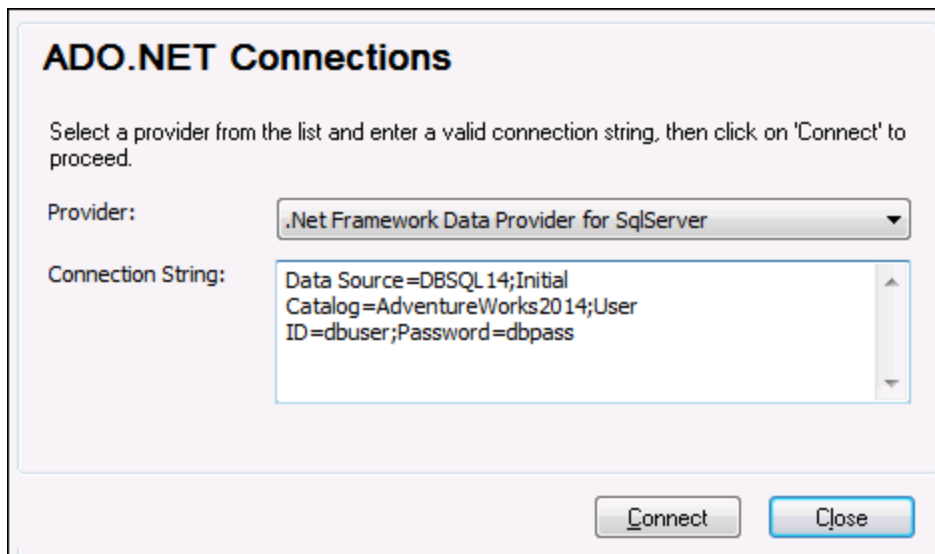 ADO.NET Connections
Select a provider from the list and enter a valid connection string, then click on 'Connect' to
proceed.
Provider:
.Net Framework Data Provider for SqlServer
Connection String:
Data Source=DBSQL14;Initial
Catalog=AdventureWorks2014;User
ID=dbuser;Password=dbpass
Connect
Close